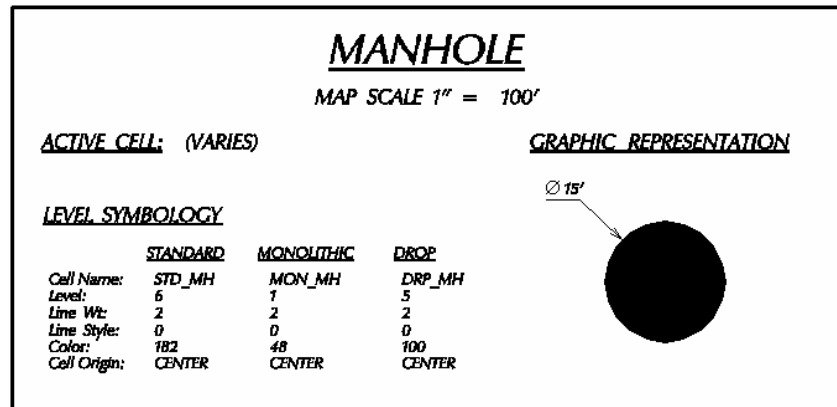 MANHOLE
MAP SCALE 1" = 100'
ACTIVE CELL: (VARIES)
GRAPHIC REPRESENTATION
∅ 15'
LEVEL SYMBOLOGY
STANDARD MONOLITHIC DROP
Cell Name: STD_MH MON_MH DRP_MH
Level: 6 1 5
Line Wt: 2 2 2
Line Style: 0 0 0
Color: 182 48 100
Cell Origin: CENTER CENTER CENTER